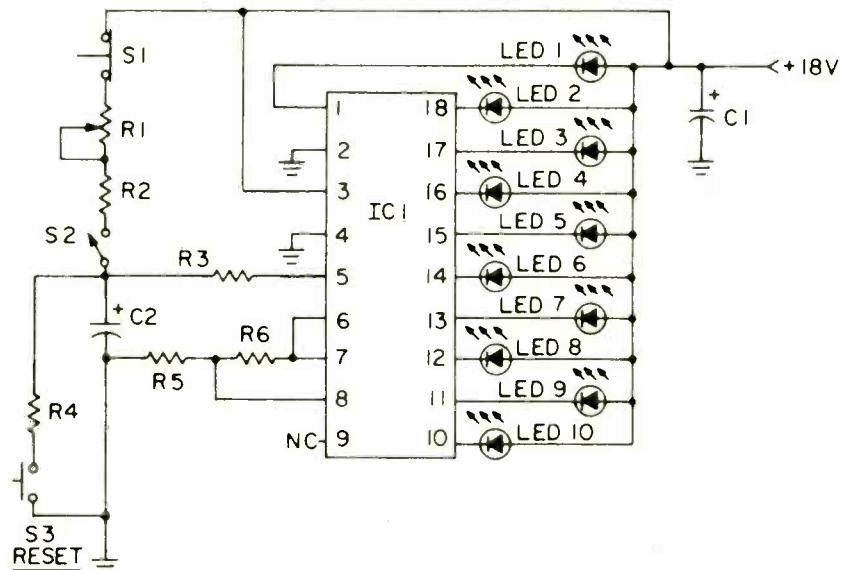 LED 1
S1
+18V
LED 2
1
18
+
C1
R1
LED 3
2
17
R2
LED 4
3
16
IC1
S2
LED 5
4
15
R3
LED 6
5
14
+
C2
LED 7
6
13
R6
LED 8
7
12
R5
LED 9
8
11
R4
NC
9
10
LED 10
S3
RESET